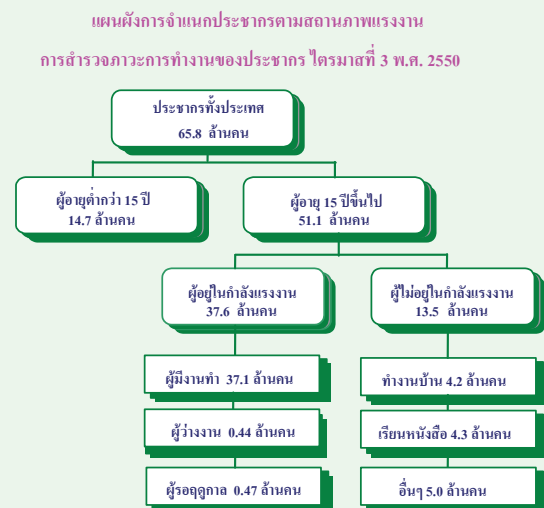 แผนผังการจำแนกประชากรตามสถานภาพแรงงาน
การสำรวจภาวะการทำงานของประชากร ไตรมาสที่ 3 พ.ศ. 2550
ประชากรทั้งประเทศ
65.8 ล้านคน
ผู้อายุต่ำกว่า 15 ปี
14.7 ล้านคน
ผู้อายุ 15 ปีขึ้นไป
51.1 ล้านคน
ผู้อยู่ในกำลังแรงงาน
37.6 ล้านคน
ผู้ไม่อยู่ในกำลังแรงงาน
13.5 ล้านคน
ผู้มีงานทำ 37.1 ล้านคน
ทำงานบ้าน 4.2 ล้านคน
ผู้ว่างงาน 0.44 ล้านคน
เรียนหนังสือ 4.3 ล้านคน
ผู้รอฤดูกาล 0.47 ล้านคน
อื่นๆ 5.0 ล้านคน